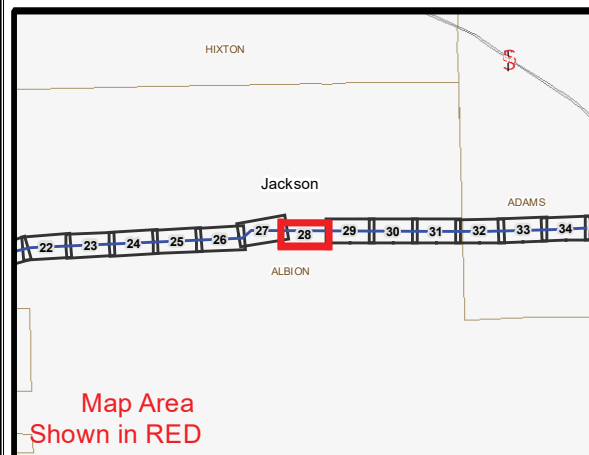 HIXTON
$
Jackson
ADAMS
22 23 24 25 26 27 28 29 30 31 32 33 34
ALBION
Map Area
Shown in RED